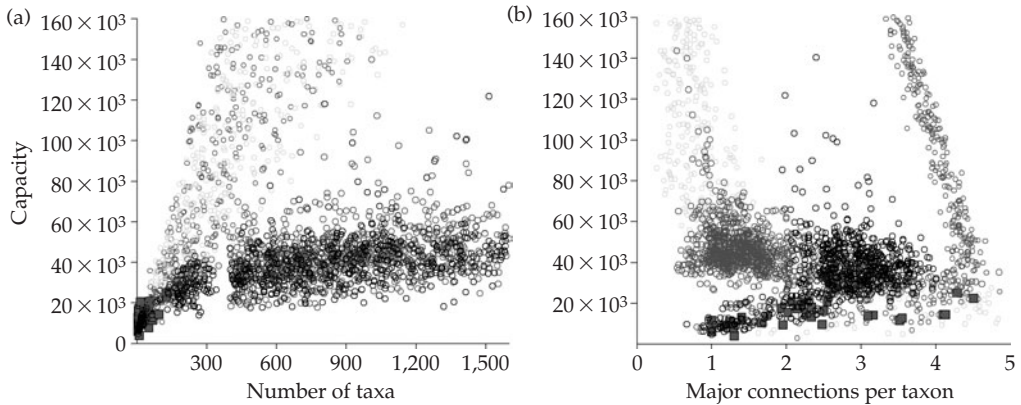 (a)
160 × 10³
140 × 10³
120 × 10³
100 × 10³
80 × 10³
60 × 10³
40 × 10³
20 × 10³
0
Capacity
300 600 900 1,200 1,500
Number of taxa
(b)
160 × 10³
140 × 10³
120 × 10³
100 × 10³
80 × 10³
60 × 10³
40 × 10³
20 × 10³
0 1 2 3 4 5
Major connections per taxon